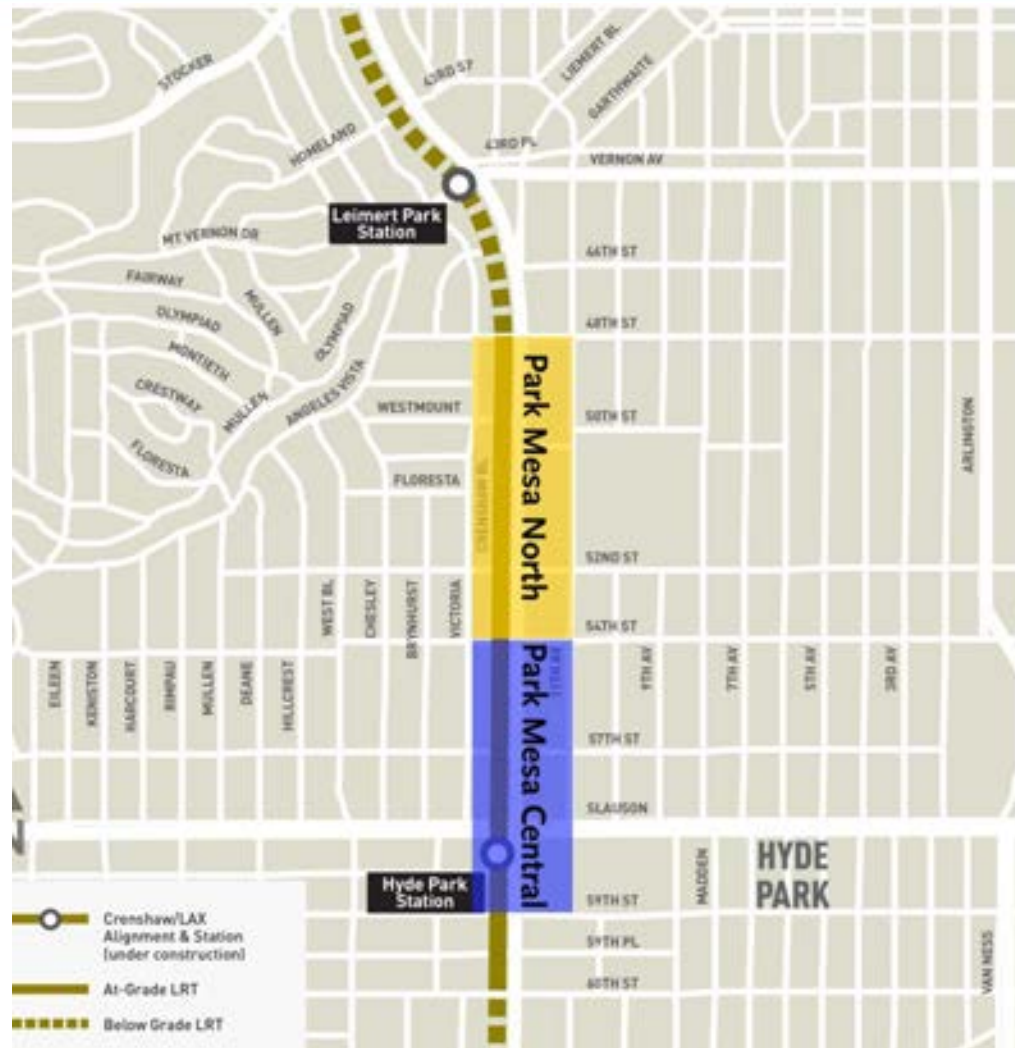 STOCKER
43RD ST
LIEMERT BL
GARTHWAITE
HOMELAND
43RD PL
VERNON AV
Leimert Park
Station
MT VERNON DR
44TH ST
FAIRWAY
MULLEN
OLYMPIAD
OLYMPIAD
48TH ST
MONTIETH
CRESTWAY
MULLEN
ANGELES VISTA
WESTMOUNT
50TH ST
ARLINGTON
FLORESTA
FLORESTA
CRENSHAW BL
Park Mesa North
52ND ST
WEST BL
CHESLEY
BRYNHURST
VICTORIA
54TH ST
EILEEN
KENISTON
HARCOURT
RIMPAU
MULLEN
DEANE
HILLCREST
Park Mesa Central
9TH AV
7TH AV
5TH AV
3RD AV
57TH ST
SLAUSON
HYDE
PARK
MADDEN
Hyde Park
Station
59TH ST
59TH PL
60TH ST
VAN NESS
Crenshaw/LAX
Alignment & Station
(under construction)
At-Grade LRT
Below Grade LRT